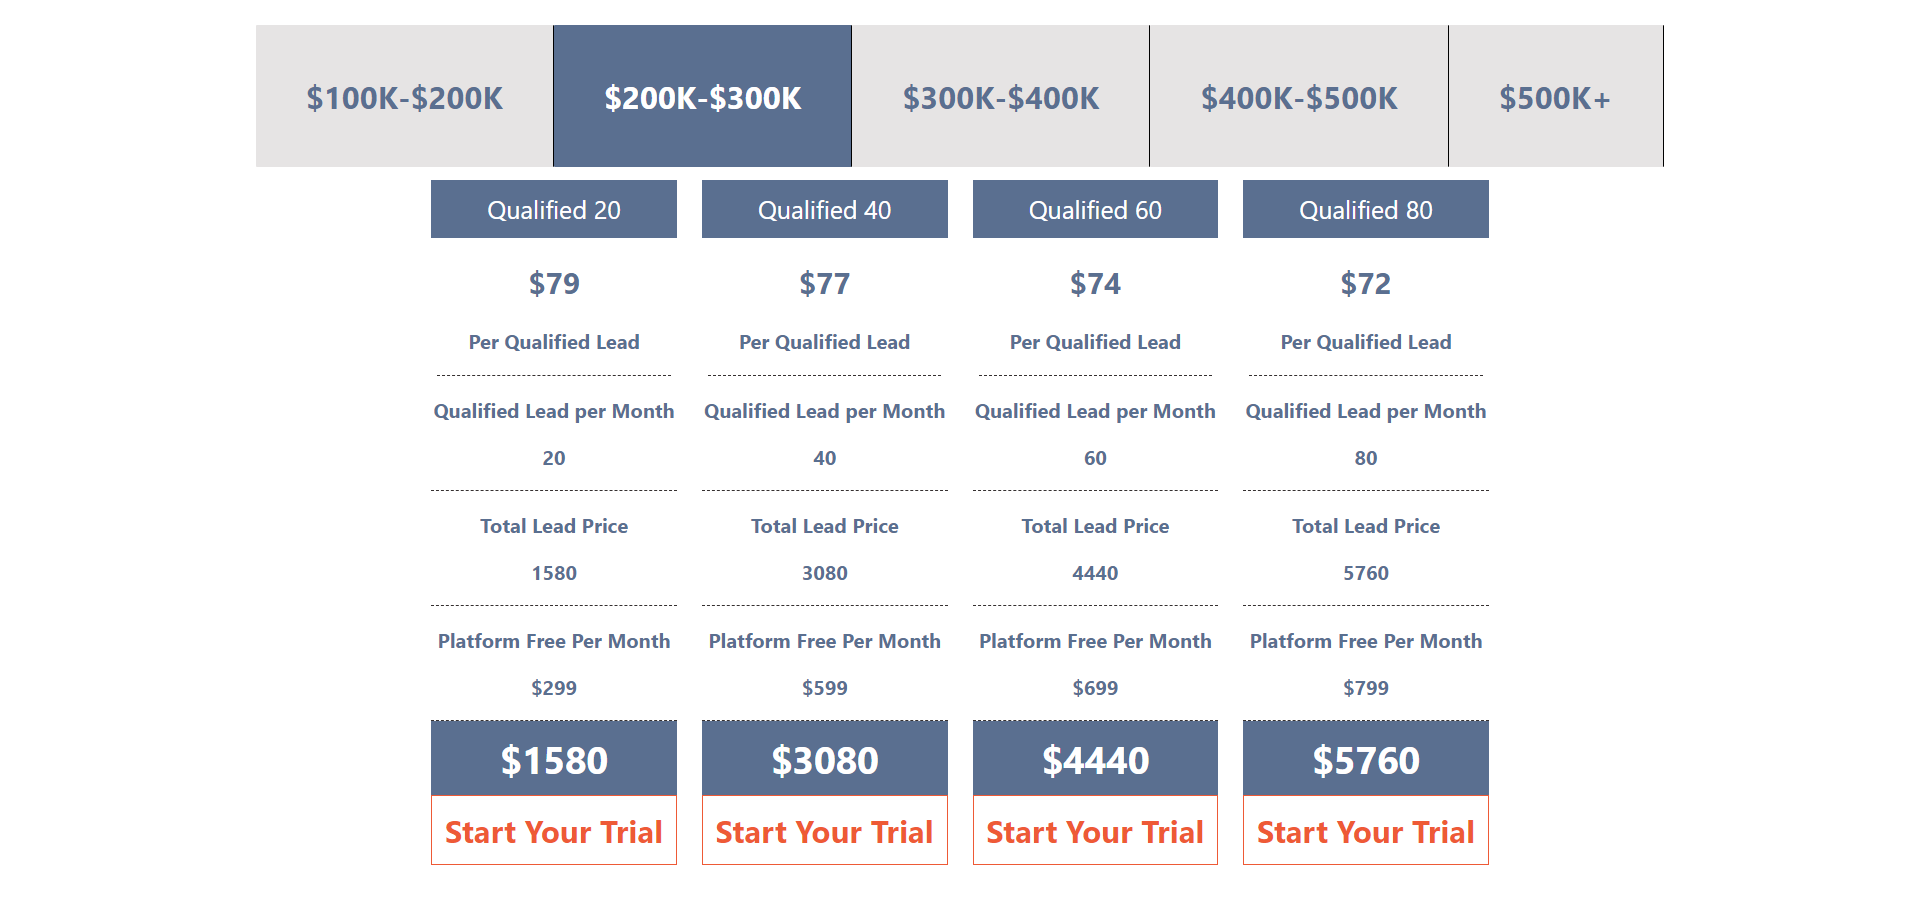 $100K-$200K
$200K-$300K
$300K-$400K
$400K-$500K
$500K+
Qualified 20
$79
Per Qualified Lead
Qualified Lead per Month
20
Total Lead Price
1580
Platform Free Per Month
$299
$1580
Start Your Trial
Qualified 40
$77
Per Qualified Lead
Qualified Lead per Month
40
Total Lead Price
3080
Platform Free Per Month
$599
$3080
Start Your Trial
Qualified 60
$74
Per Qualified Lead
Qualified Lead per Month
60
Total Lead Price
4440
Platform Free Per Month
$699
$4440
Start Your Trial
Qualified 80
$72
Per Qualified Lead
Qualified Lead per Month
80
Total Lead Price
5760
Platform Free Per Month
$799
$5760
Start Your Trial